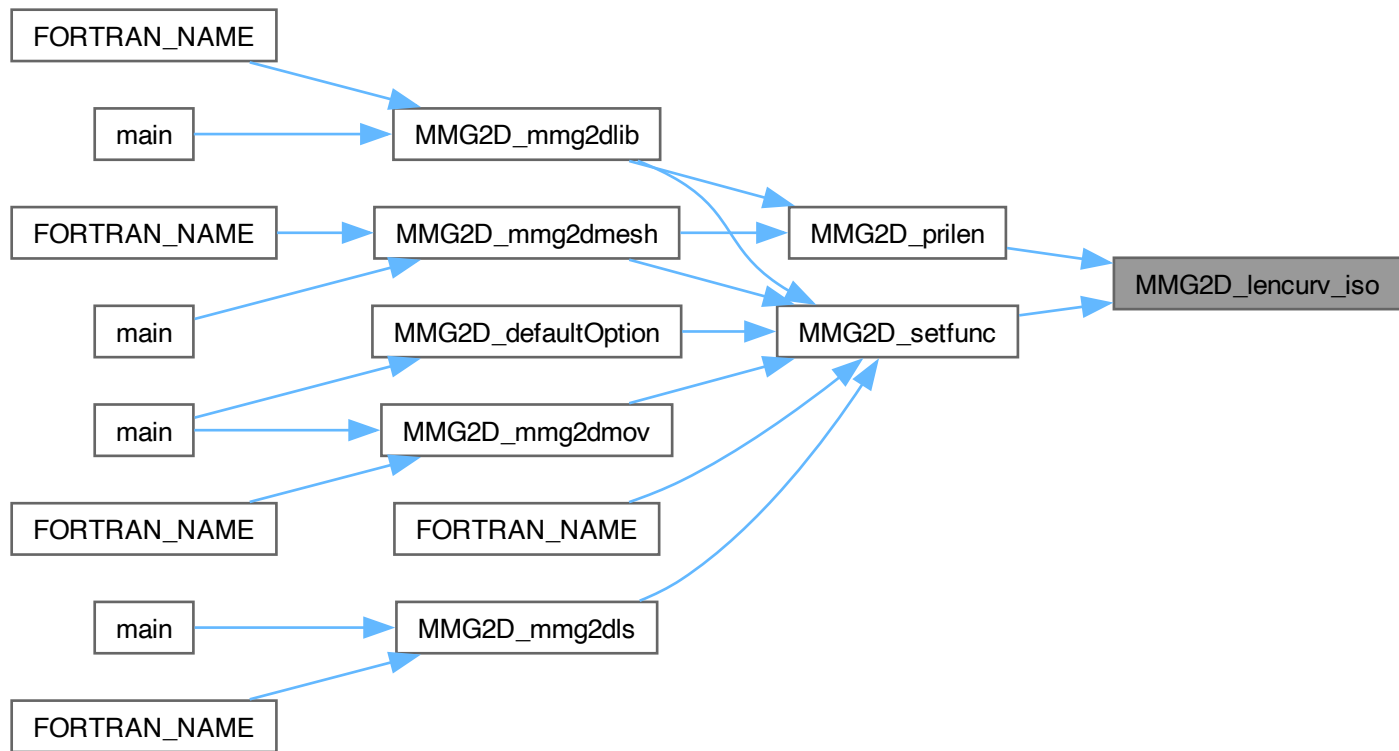 FORTRAN_NAME
main
MMG2D_mmg2dlib
FORTRAN_NAME
MMG2D_mmg2dmesh
MMG2D_prilen
MMG2D_lencurv_iso
main
MMG2D_defaultOption
MMG2D_setfunc
main
MMG2D_mmg2dmov
FORTRAN_NAME
FORTRAN_NAME
main
MMG2D_mmg2dls
FORTRAN_NAME